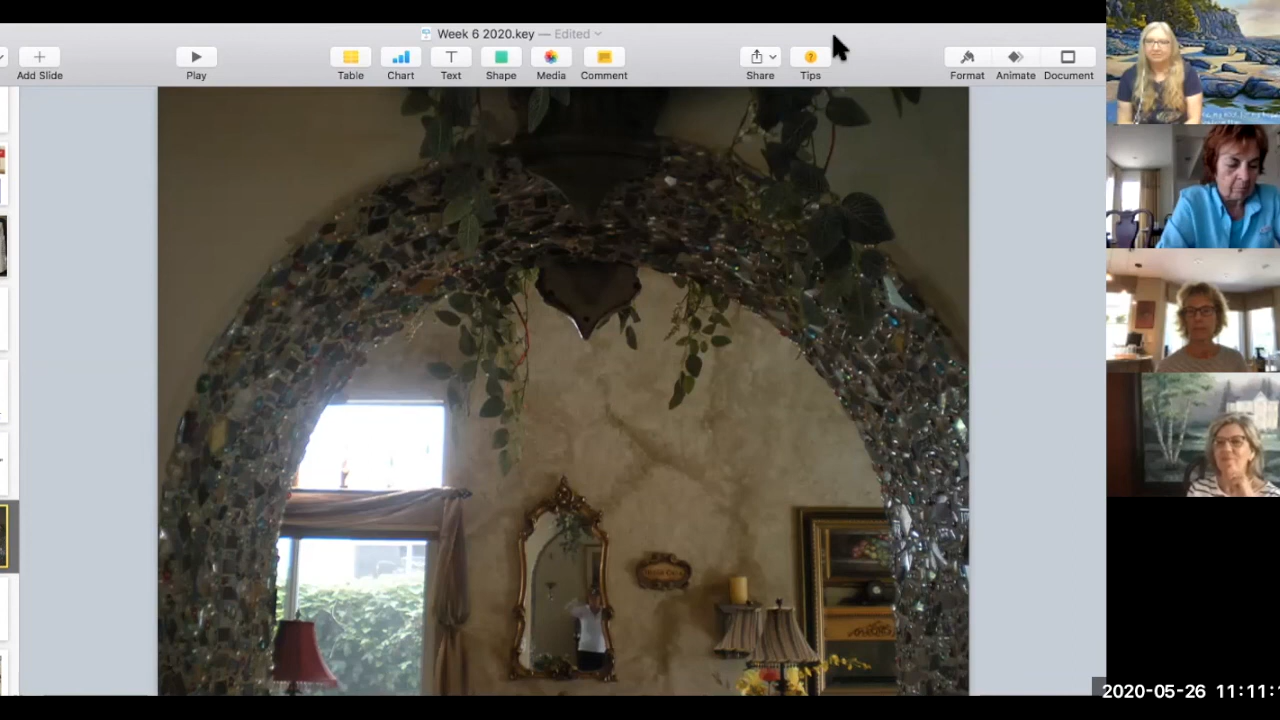 Week 6 2020.key — Edited
Add Slide
Play
Table
Chart
Text
Shape
Media
Comment
Share
Tips
Format
Animate
Document
2020-05-26 11:11: